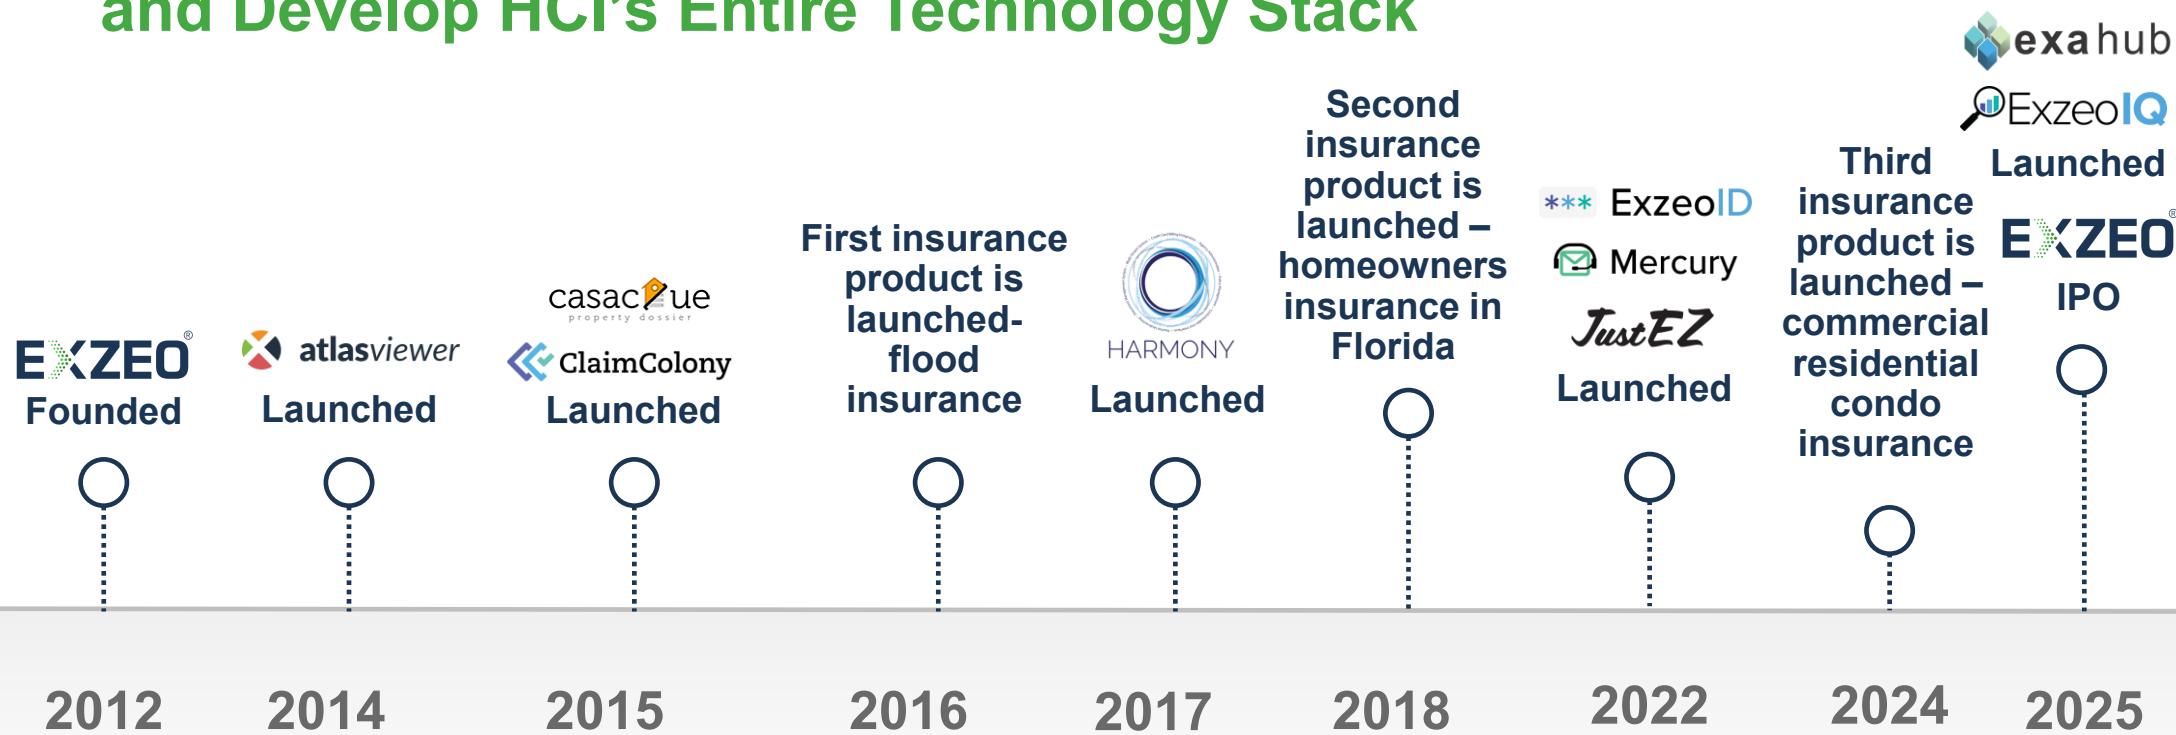 and Develop HCI's Entire Technology Stack
EXZEO®
Founded
atlasviewer
Launched
casaclue
property dossier
ClaimColony
Launched
First insurance
product is
launched-
flood
insurance
HARMONY
Launched
Second
insurance
product is
launched –
homeowners
insurance in
Florida
*** ExzeoID
Mercury
JustEZ
Launched
Third
insurance
product is
launched –
commercial
residential
condo
insurance
exahub
ExzeoIQ
Launched
EXZEO®
IPO
2012
2014
2015
2016
2017
2018
2022
2024
2025